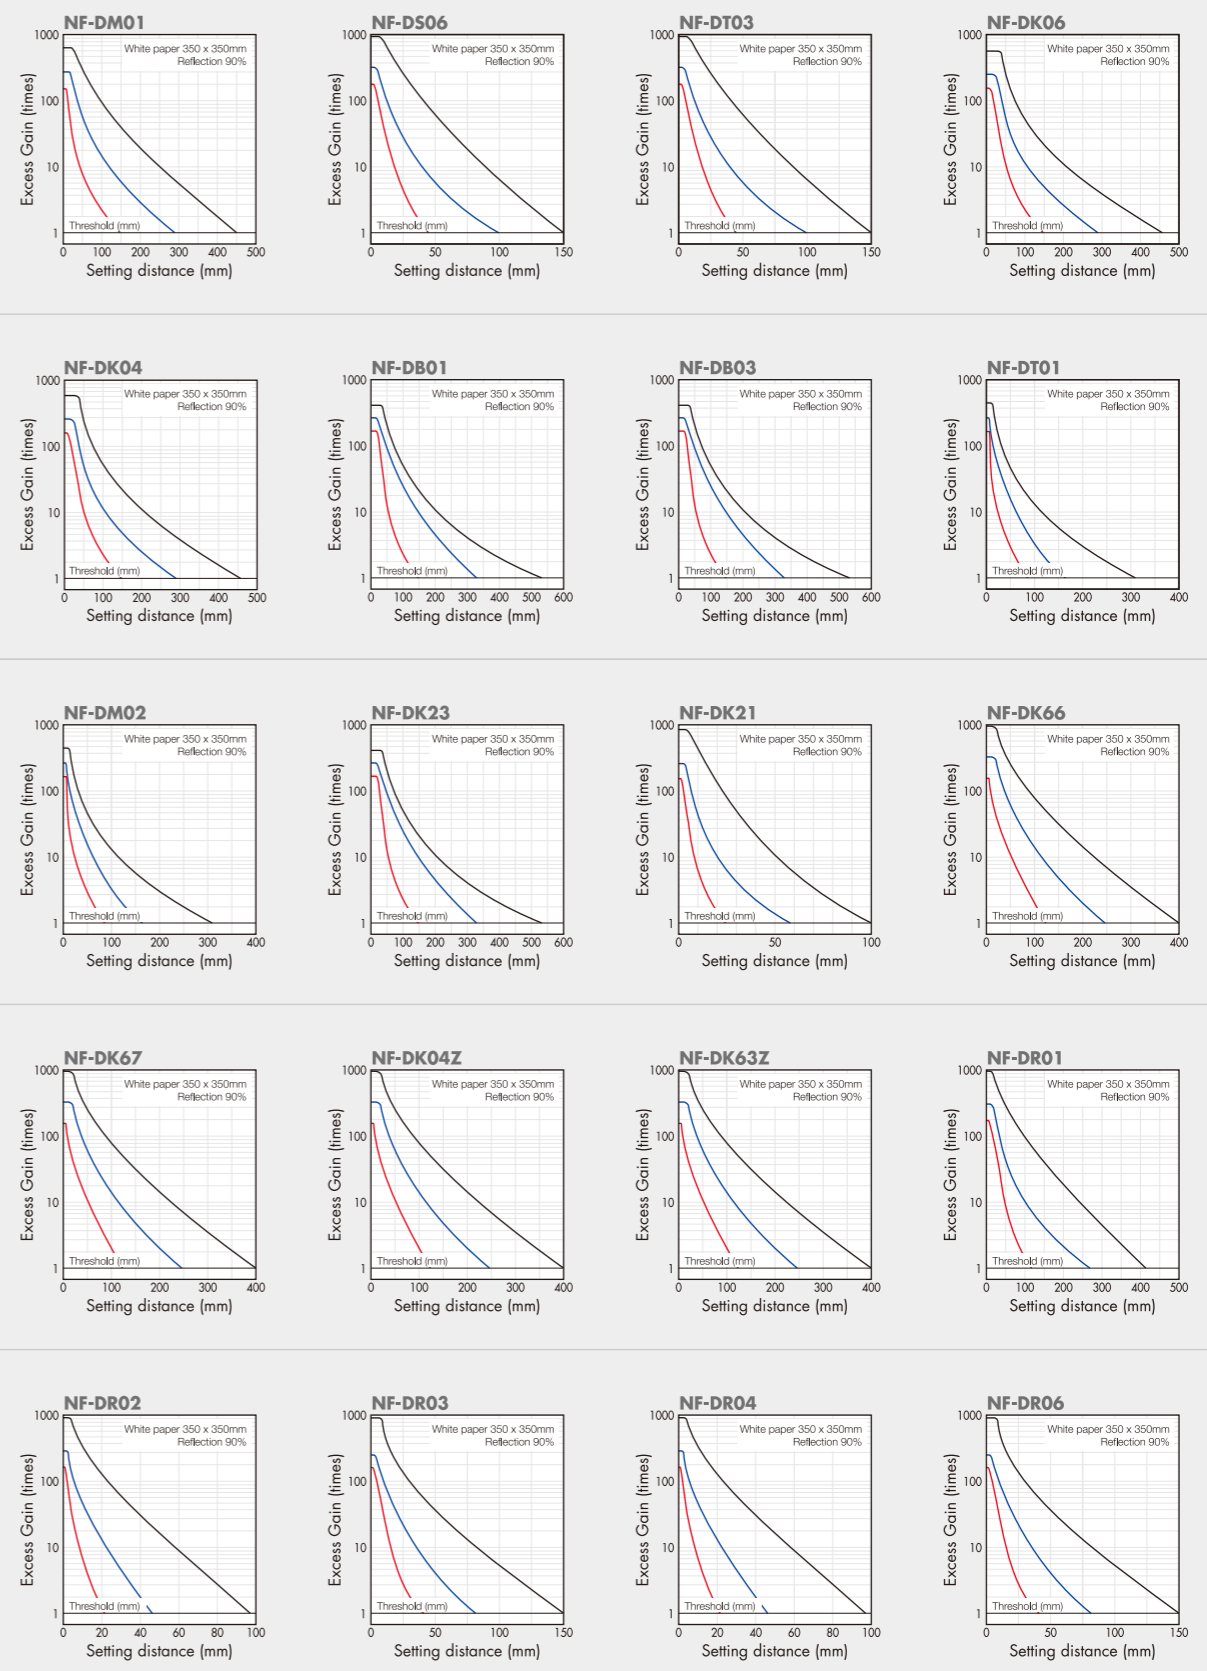 NF-DM01
1000
100
10
1
Excess Gain (times)
White paper 350 x 350mm
Reflection 90%
Threshold (mm)
0 100 200 300 400 500
Setting distance (mm)
NF-DS06
1000
100
10
1
Excess Gain (times)
White paper 350 x 350mm
Reflection 90%
Threshold (mm)
0 50 100 150
Setting distance (mm)
NF-DT03
1000
100
10
1
Excess Gain (times)
White paper 350 x 350mm
Reflection 90%
Threshold (mm)
0 50 100 150
Setting distance (mm)
NF-DK06
1000
100
10
1
Excess Gain (times)
White paper 350 x 350mm
Reflection 90%
Threshold (mm)
0 100 200 300 400 500
Setting distance (mm)
NF-DK04
1000
100
10
1
Excess Gain (times)
White paper 350 x 350mm
Reflection 90%
Threshold (mm)
0 100 200 300 400 500
Setting distance (mm)
NF-DB01
1000
100
10
1
Excess Gain (times)
White paper 350 x 350mm
Reflection 90%
Threshold (mm)
0 100 200 300 400 500 600
Setting distance (mm)
NF-DB03
1000
100
10
1
Excess Gain (times)
White paper 350 x 350mm
Reflection 90%
Threshold (mm)
0 100 200 300 400 500 600
Setting distance (mm)
NF-DT01
1000
100
10
1
Excess Gain (times)
White paper 350 x 350mm
Reflection 90%
Threshold (mm)
0 100 200 300 400
Setting distance (mm)
NF-DM02
1000
100
10
1
Excess Gain (times)
White paper 350 x 350mm
Reflection 90%
Threshold (mm)
0 100 200 300 400
Setting distance (mm)
NF-DK23
1000
100
10
1
Excess Gain (times)
White paper 350 x 350mm
Reflection 90%
Threshold (mm)
0 100 200 300 400 500 600
Setting distance (mm)
NF-DK21
1000
100
10
1
Excess Gain (times)
White paper 350 x 350mm
Reflection 90%
Threshold (mm)
0 50 100
Setting distance (mm)
NF-DK66
1000
100
10
1
Excess Gain (times)
White paper 350 x 350mm
Reflection 90%
Threshold (mm)
0 100 200 300 400
Setting distance (mm)
NF-DK67
1000
100
10
1
Excess Gain (times)
White paper 350 x 350mm
Reflection 90%
Threshold (mm)
0 100 200 300 400
Setting distance (mm)
NF-DK04Z
1000
100
10
1
Excess Gain (times)
White paper 350 x 350mm
Reflection 90%
Threshold (mm)
0 100 200 300 400
Setting distance (mm)
NF-DK63Z
1000
100
10
1
Excess Gain (times)
White paper 350 x 350mm
Reflection 90%
Threshold (mm)
0 100 200 300 400
Setting distance (mm)
NF-DR01
1000
100
10
1
Excess Gain (times)
White paper 350 x 350mm
Reflection 90%
Threshold (mm)
0 100 200 300 400 500
Setting distance (mm)
NF-DR02
1000
100
10
1
Excess Gain (times)
White paper 350 x 350mm
Reflection 90%
Threshold (mm)
0 20 40 60 80 100
Setting distance (mm)
NF-DR03
1000
100
10
1
Excess Gain (times)
White paper 350 x 350mm
Reflection 90%
Threshold (mm)
0 50 100 150
Setting distance (mm)
NF-DR04
1000
100
10
1
Excess Gain (times)
White paper 350 x 350mm
Reflection 90%
Threshold (mm)
0 20 40 60 80 100
Setting distance (mm)
NF-DR06
1000
100
10
1
Excess Gain (times)
White paper 350 x 350mm
Reflection 90%
Threshold (mm)
0 50 100 150
Setting distance (mm)